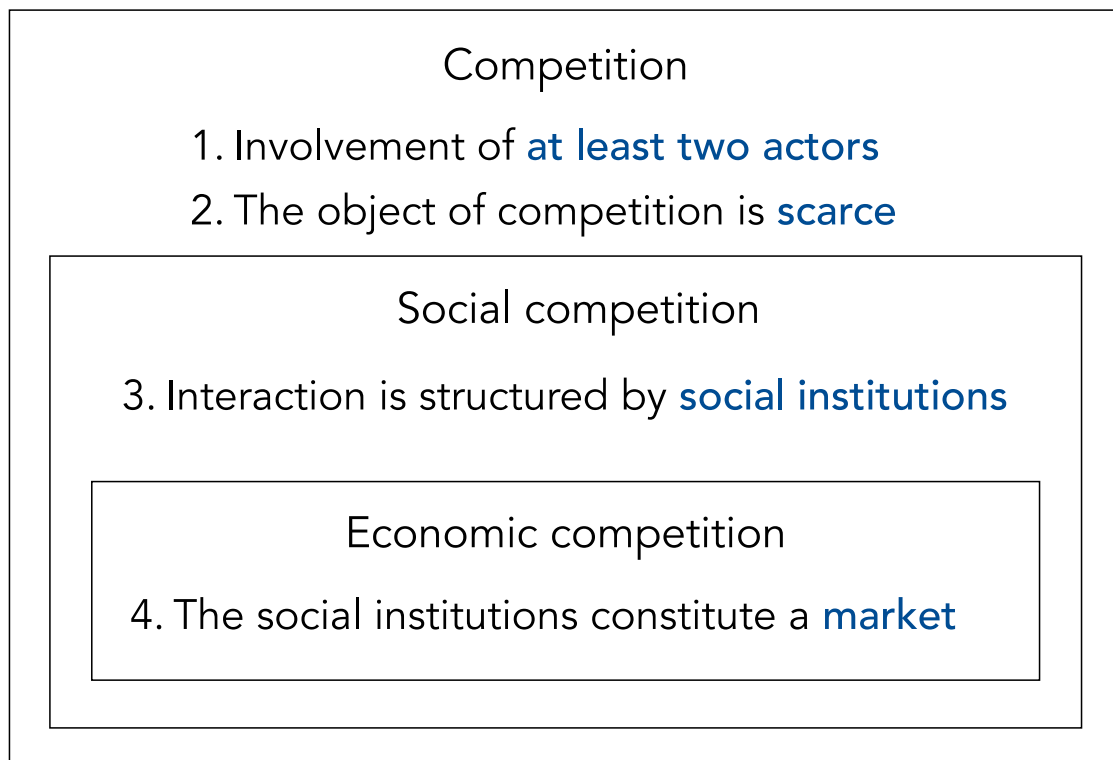 Competition
1. Involvement of at least two actors
2. The object of competition is scarce
Social competition
3. Interaction is structured by social institutions
Economic competition
4. The social institutions constitute a market